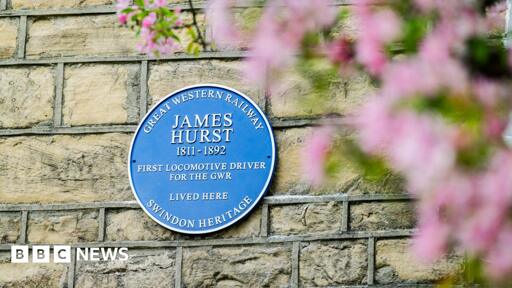 GREAT WESTERN RAILWAY
JAMES
HURST
1811 - 1892
FIRST LOCOMOTIVE DRIVER
FOR THE GWR
LIVED HERE
SWINDON HERITAGE
BBC NEWS